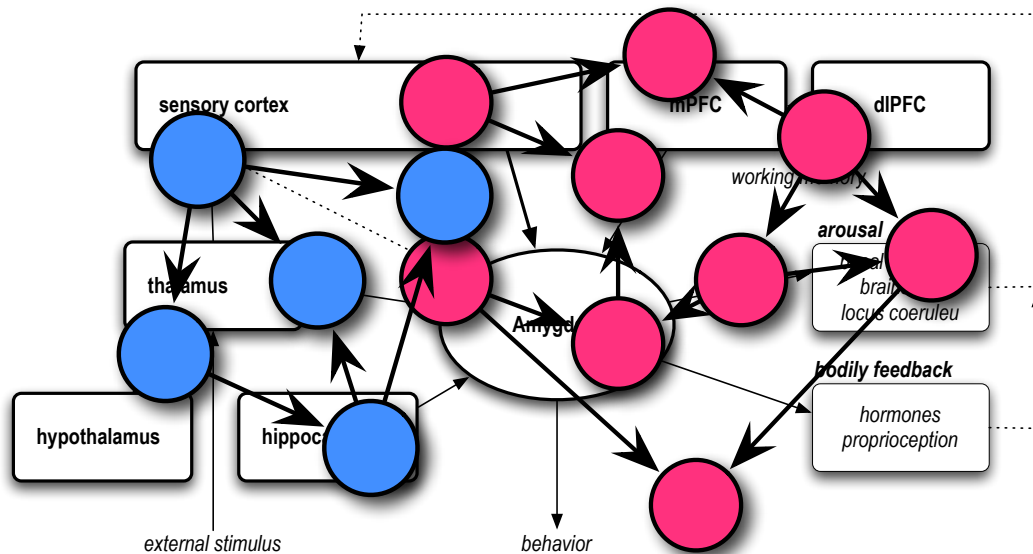 sensory cortex
mPFC
dlPFC
working memory
arousal
thalamus
locus coeruleu
bodily feedback
hypothalamus
hormones
proprioception
external stimulus
behavior